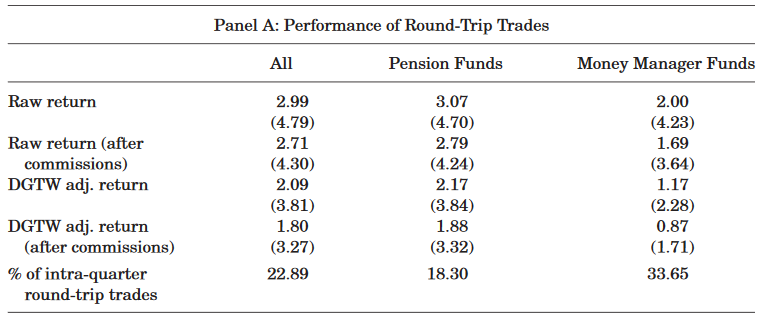 Panel A: Performance of Round-Trip Trades
All Pension Funds Money Manager Funds
Raw return 2.99 3.07 2.00
(4.79) (4.70) (4.23)
Raw return (after 2.71 2.79 1.69
commissions) (4.30) (4.24) (3.64)
DGTW adj. return 2.09 2.17 1.17
(3.81) (3.84) (2.28)
DGTW adj. return 1.80 1.88 0.87
(after commissions) (3.27) (3.32) (1.71)
% of intra-quarter 22.89 18.30 33.65
round-trip trades